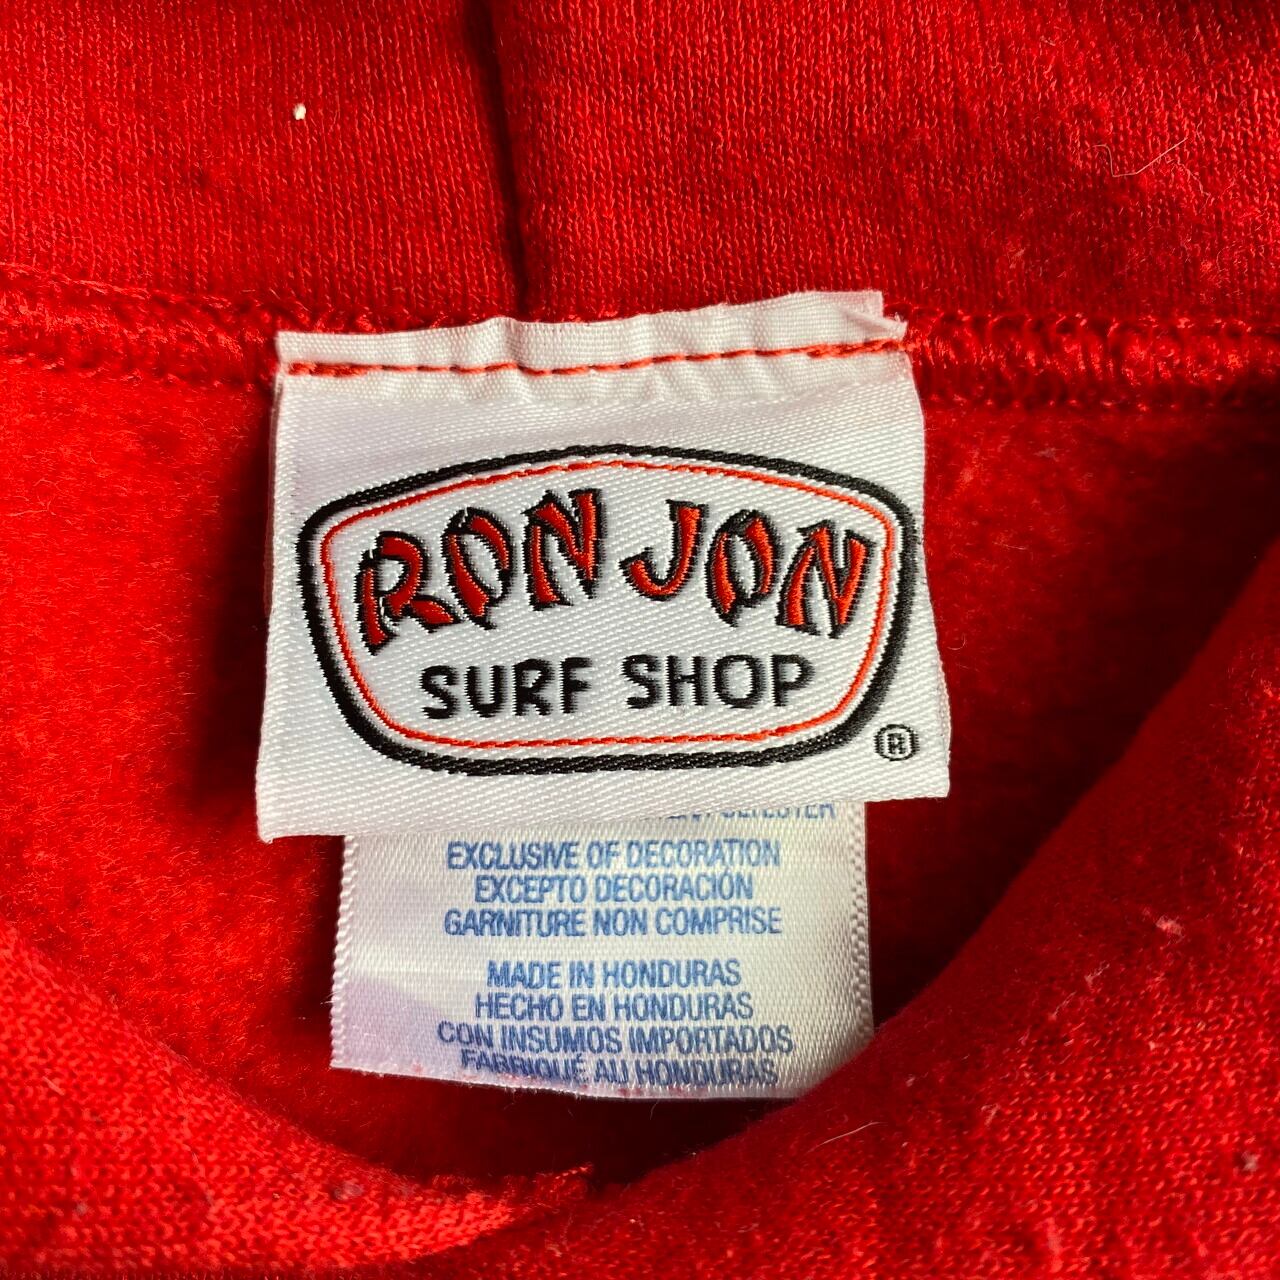 RON JON
SURF SHOP
®
EXCLUSIVE OF DECORATION
EXCEPTO DECORACIÓN
GARNITURE NON COMPRISE
MADE IN HONDURAS
HECHO EN HONDURAS
CON INSUMOS IMPORTADOS
FABRIQUÉ AU HONDURAS